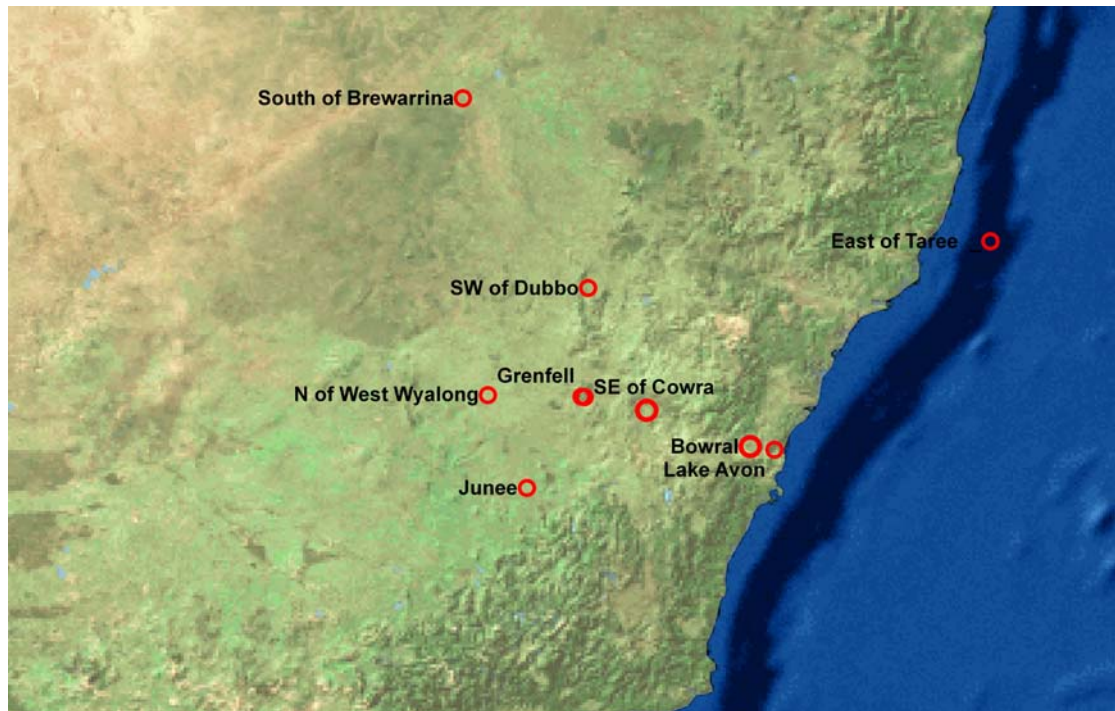 South of Brewarrina
East of Taree
SW of Dubbo
Grenfell
SE of Cowra
N of West Wyalong
Bowral
Lake Avon
Junee